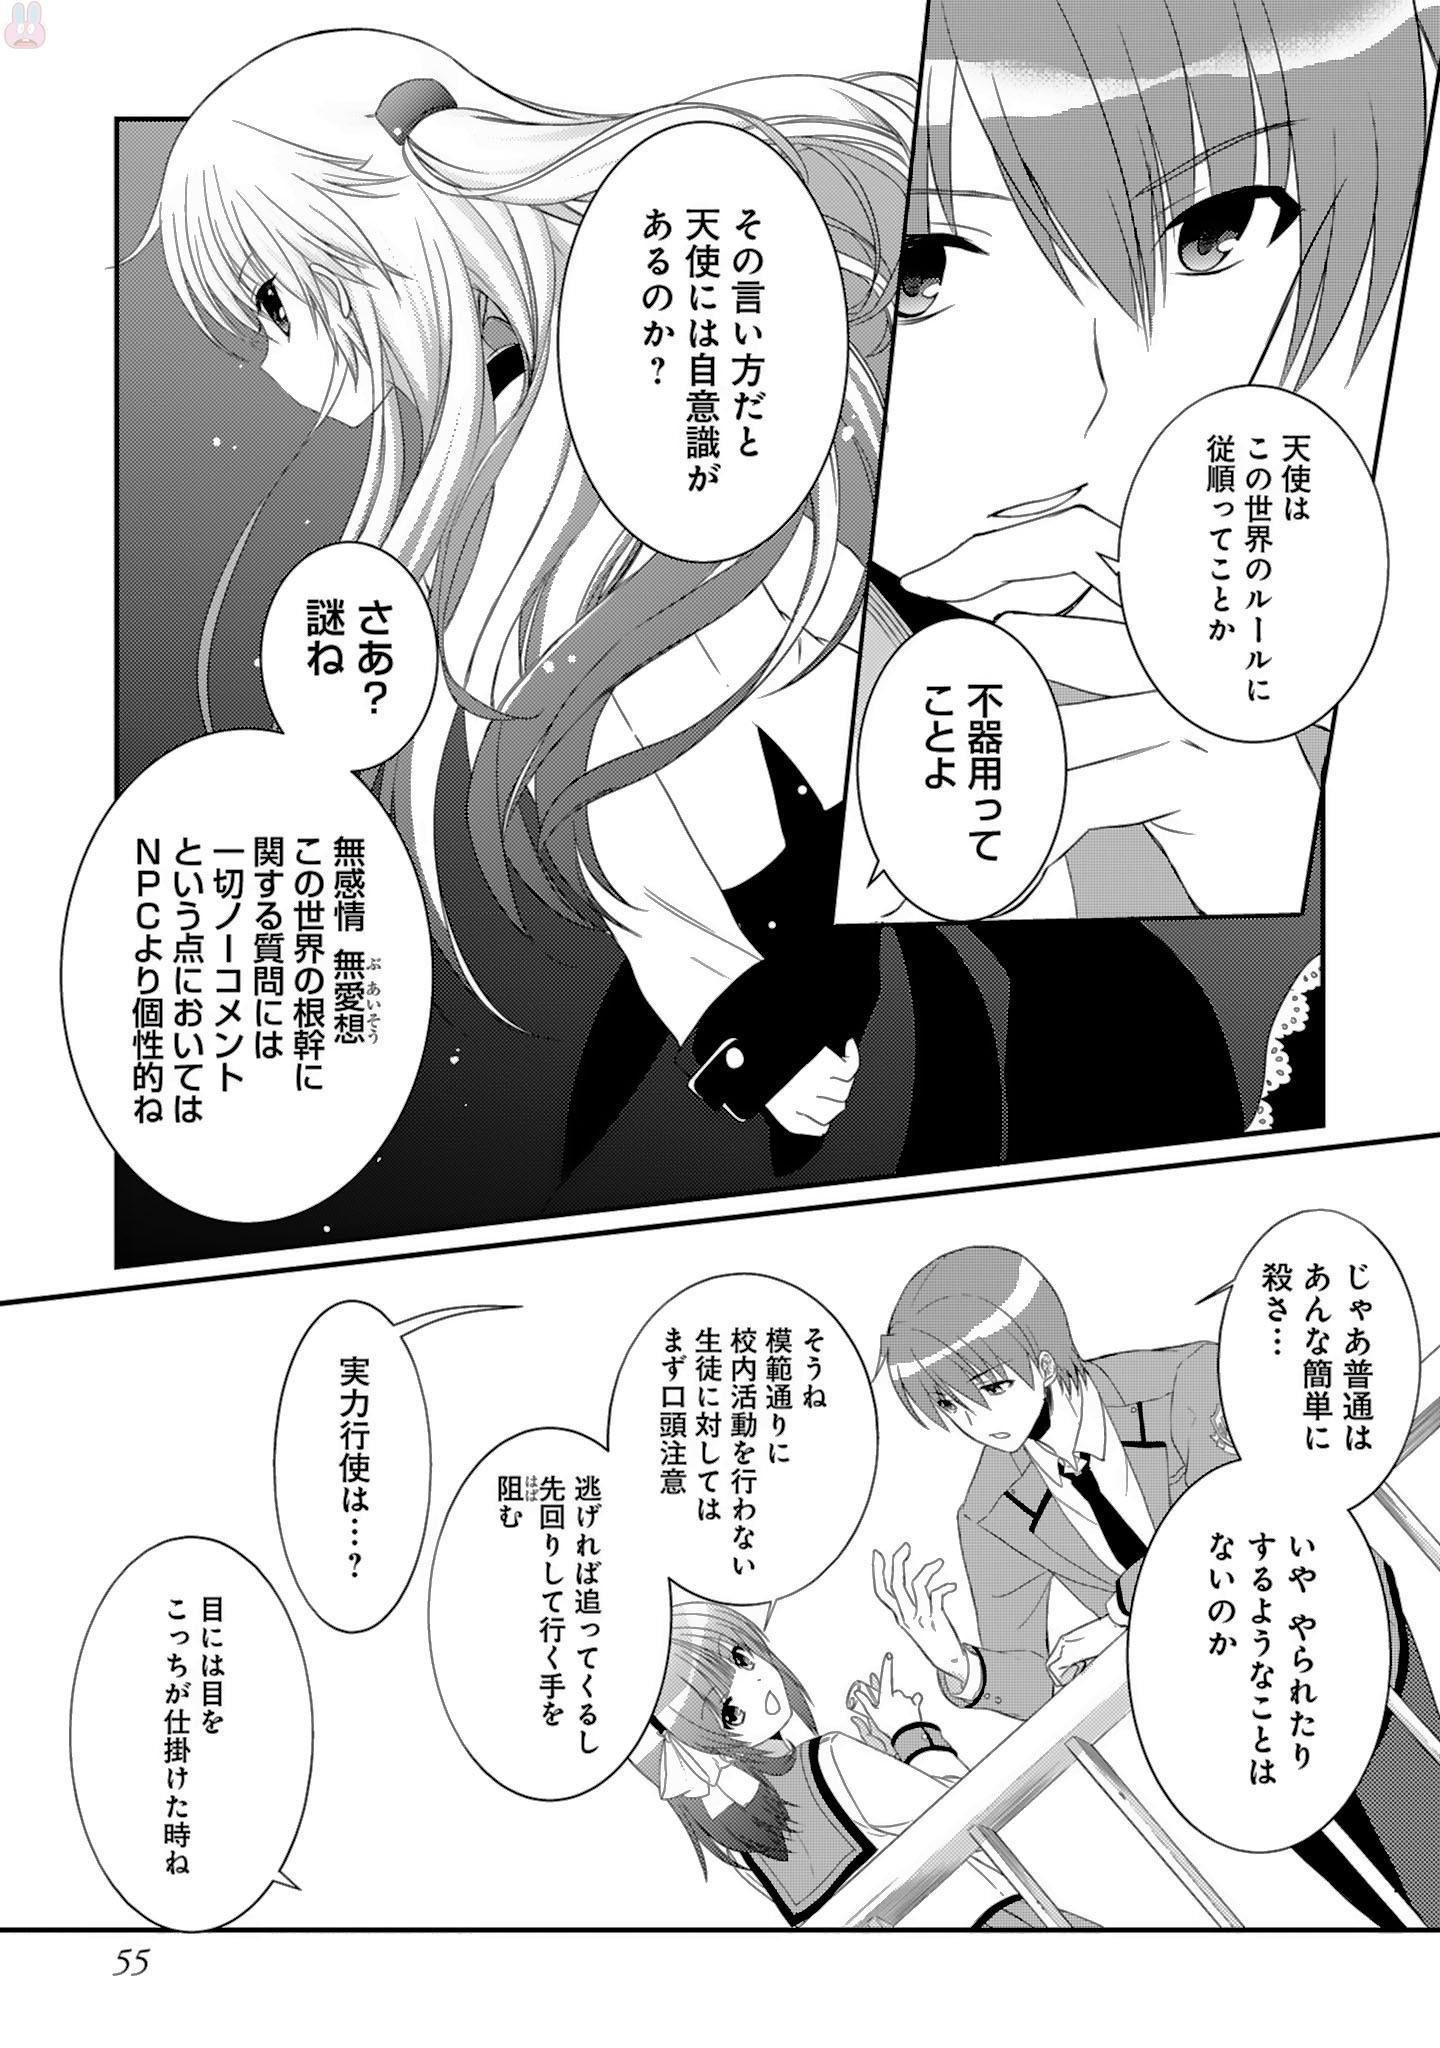 天使は
この世界のルールに
従順ってことか
不器用って
ことよ
その言い方だと
天使には自意識が
あるのか？
さあ？
謎ね
無感情 無愛想
ぶ あいそう
この世界の根幹に
関する質問には
一切ノーコメント
という点においては
NPCより個性的ね
じゃあ普通は
あんな簡単に
殺さ…
いや やられたり
するようなことは
ないのか
そうね
模範通りに
校内活動を行わない
生徒に対しては
まず口頭注意
逃げれば追ってくるし
先回りして行く手を
阻む
はば
実力行使は…？
目には目を
こっちが仕掛けた時ね
55